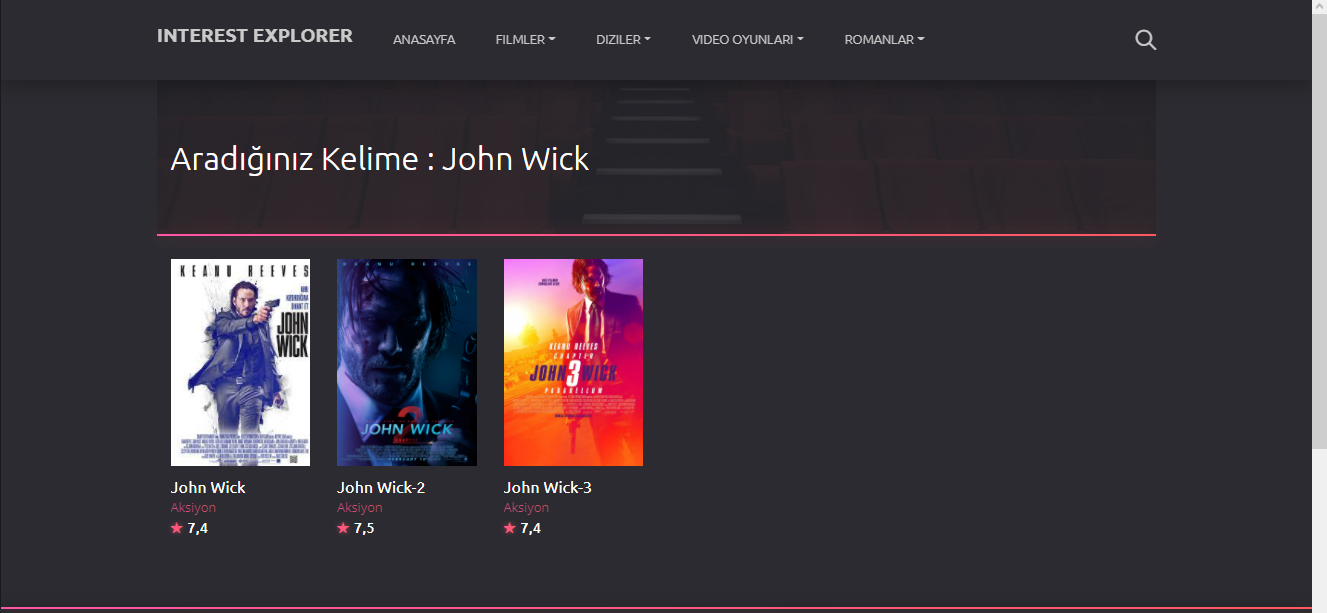 INTEREST EXPLORER
ANASAYFA
FILMLER
DIZILER
VIDEO OYUNLARI
ROMANLAR
Aradığınız Kelime : John Wick
KEANU REEVES
JOHN
WICK
KEANU REEVES
JOHN WICK
2
KEANU REEVES
CHAPTER
JOHN 3 WICK
PARABELLUM
John Wick
Aksiyon
7,4
John Wick-2
Aksiyon
7,5
John Wick-3
Aksiyon
7,4